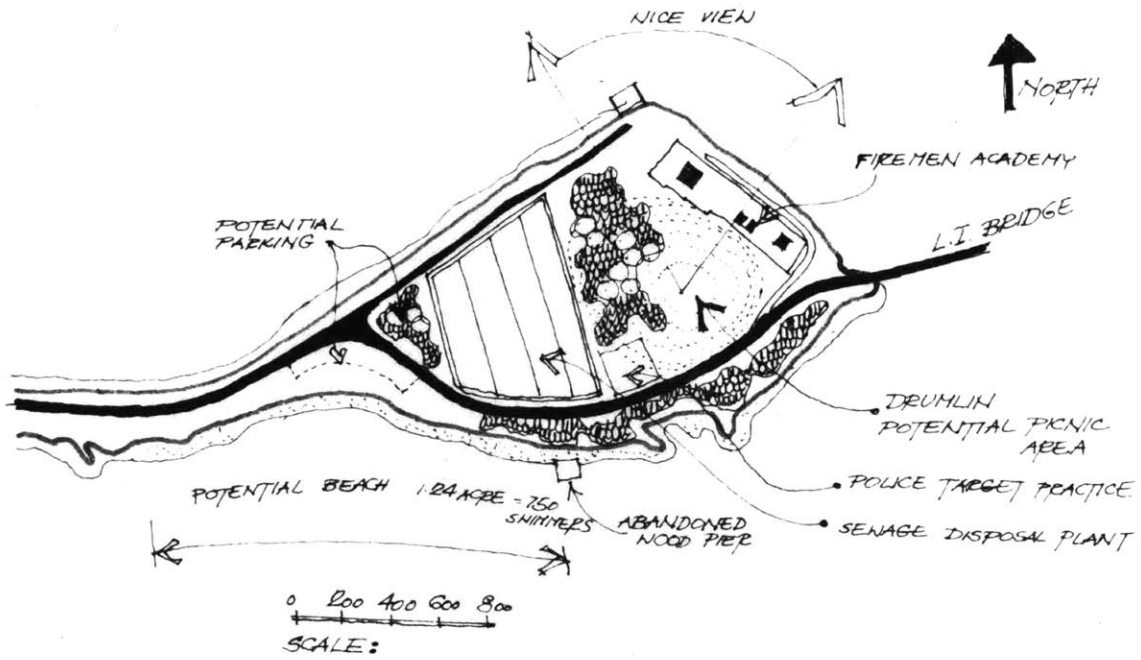 NICE VIEW
NORTH
FIREMEN ACADEMY
L.I. BRIDGE
POTENTIAL
PARKING
DRUMLIN
POTENTIAL PICNIC
AREA
POLICE TARGET PRACTICE
SEWAGE DISPOSAL PLANT
POTENTIAL BEACH 1.24 ACRE = 750
SWIMMERS
ABANDONED
WOOD PIER
0 200 400 600 800
SCALE: